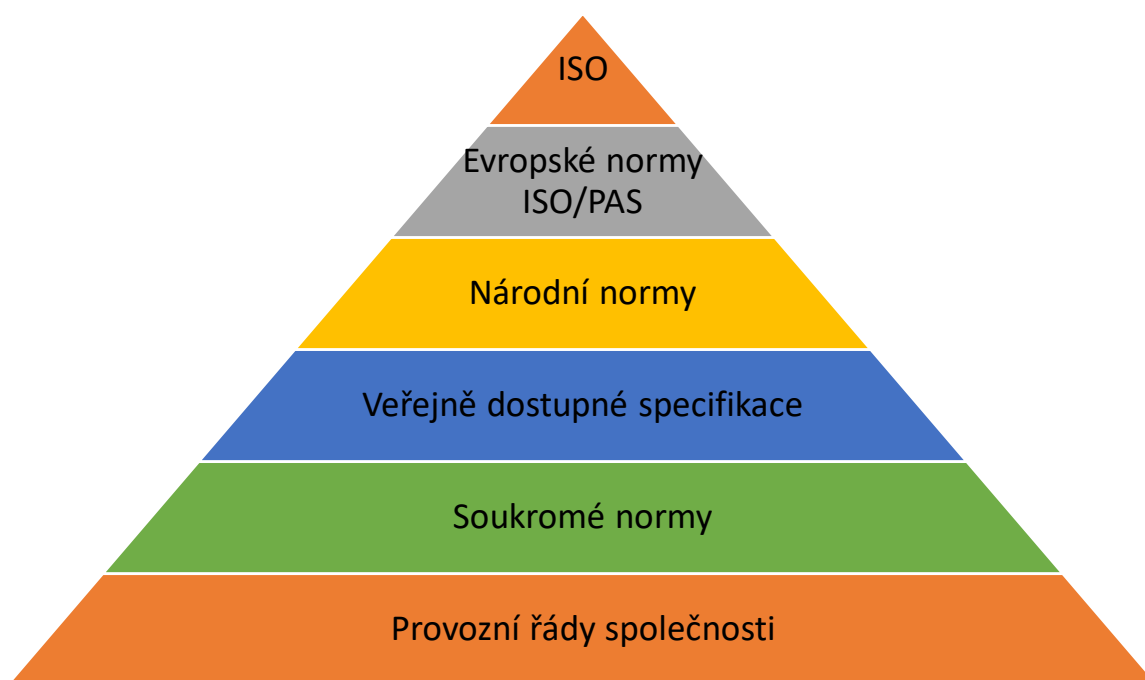 ISO
Evropské normy
ISO/PAS
Národní normy
Veřejně dostupné specifikace
Soukromé normy
Provozní řády společnosti